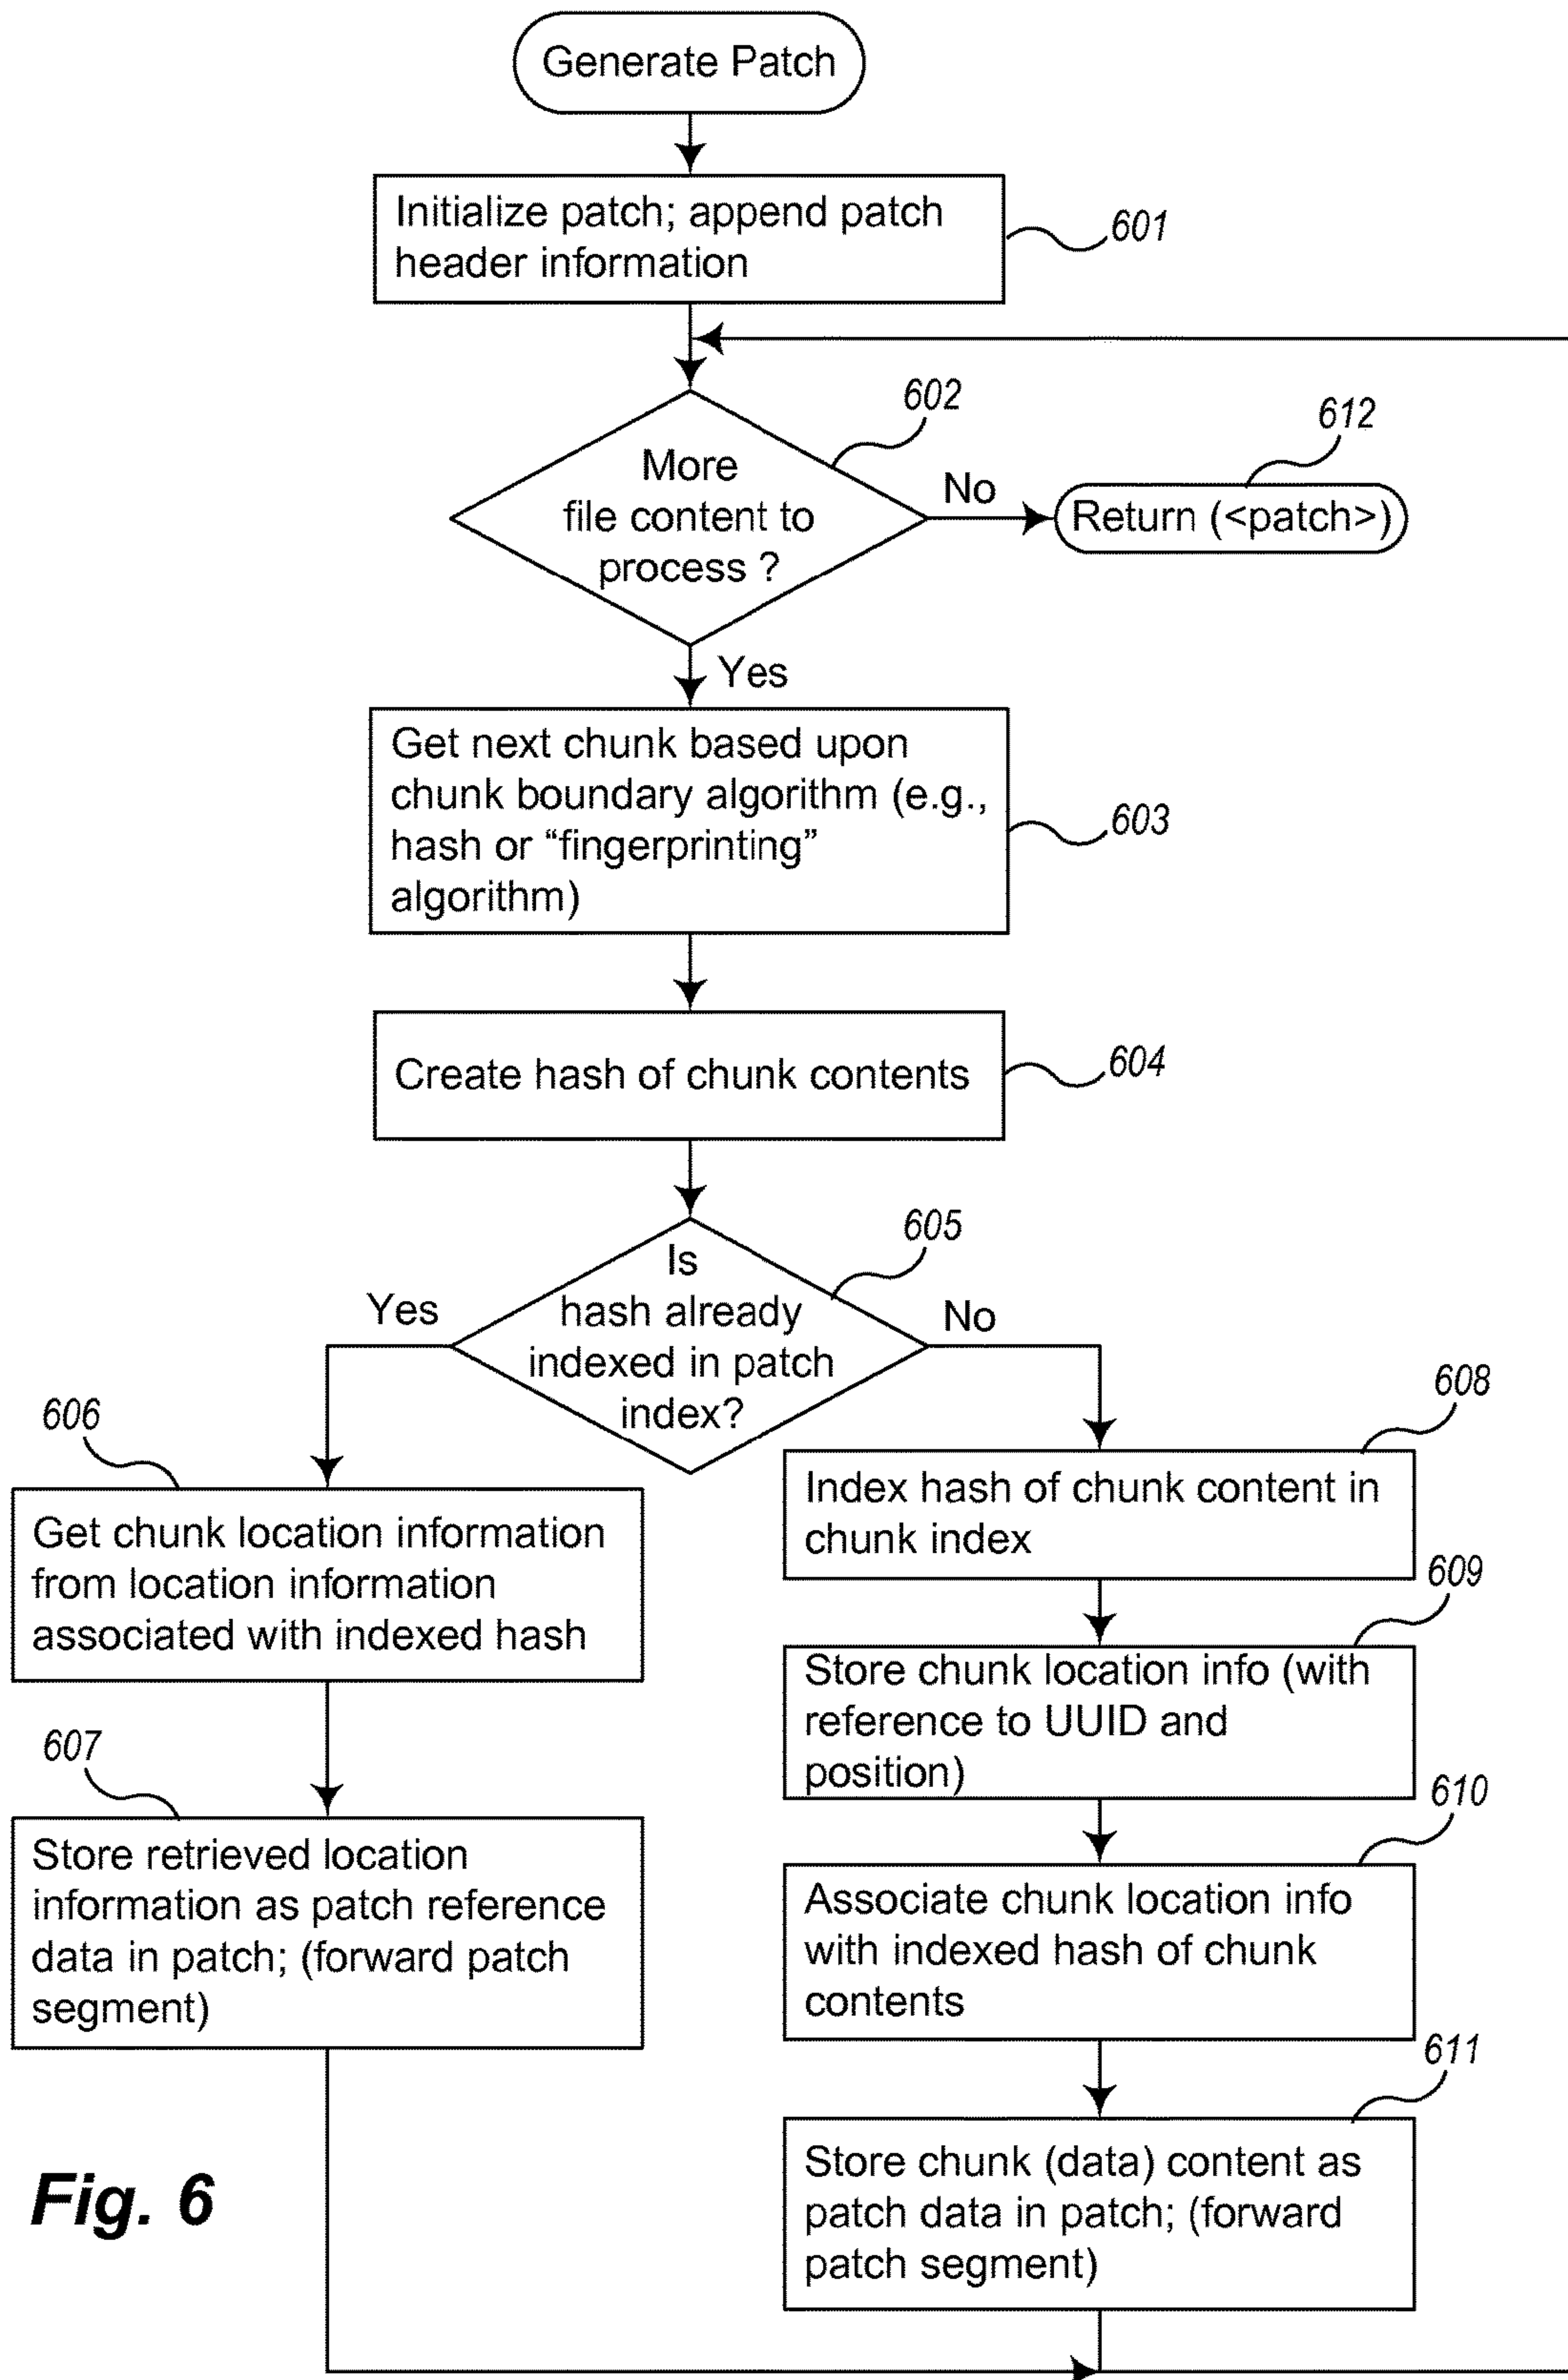 Generate Patch
Initialize patch; append patch
header information
601
602
More
file content to
process ?
No
612
Return (<patch>)
Yes
Get next chunk based upon
chunk boundary algorithm (e.g.,
hash or “fingerprinting”
algorithm)
603
Create hash of chunk contents
604
605
Is
hash already
indexed in patch
index?
Yes
No
606
Get chunk location information
from location information
associated with indexed hash
607
Store retrieved location
information as patch reference
data in patch; (forward patch
segment)
608
Index hash of chunk content in
chunk index
609
Store chunk location info (with
reference to UUID and
position)
610
Associate chunk location info
with indexed hash of chunk
contents
611
Store chunk (data) content as
patch data in patch; (forward
patch segment)
Fig. 6